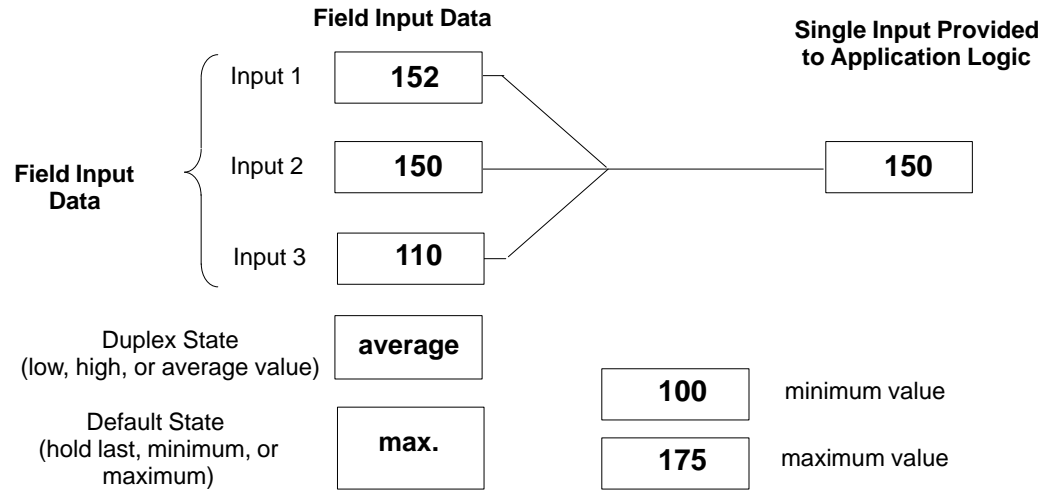 Field Input Data
Single Input Provided
to Application Logic
Input 1
152
Input 2
150
150
Field Input
Data
Input 3
110
Duplex State
(low, high, or average value)
average
100
minimum value
Default State
(hold last, minimum, or
maximum)
max.
175
maximum value